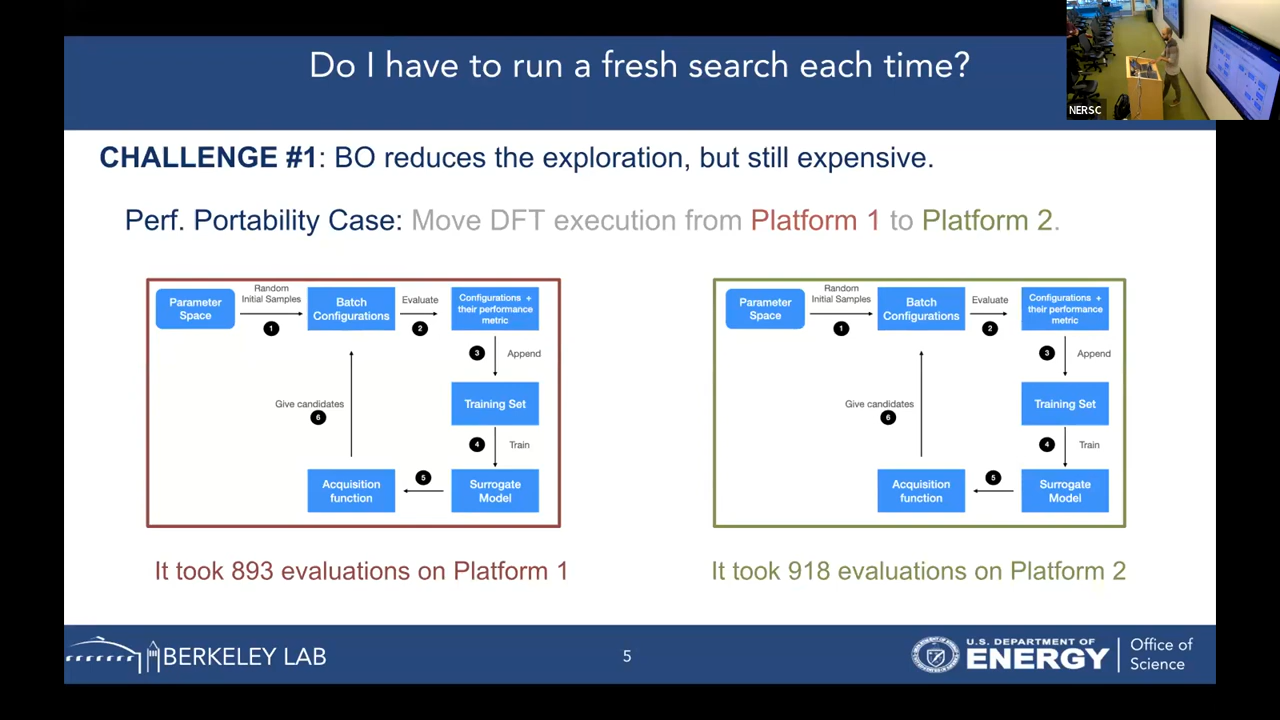 Do I have to run a fresh search each time?
NERSC
CHALLENGE #1: BO reduces the exploration, but still expensive.
Perf. Portability Case: Move DFT execution from Platform 1 to Platform 2.
Parameter
Space
Random
Initial Samples
1
Batch
Configurations
Evaluate
2
Configurations +
their performance
metric
3
Append
Training Set
4
Train
Surrogate
Model
5
Acquisition
function
Give candidates
6
Parameter
Space
Random
Initial Samples
1
Batch
Configurations
Evaluate
2
Configurations +
their performance
metric
3
Append
Training Set
4
Train
Surrogate
Model
5
Acquisition
function
Give candidates
6
It took 893 evaluations on Platform 1
It took 918 evaluations on Platform 2
BERKELEY LAB
5
U.S. DEPARTMENT OF
ENERGY
Office of
Science